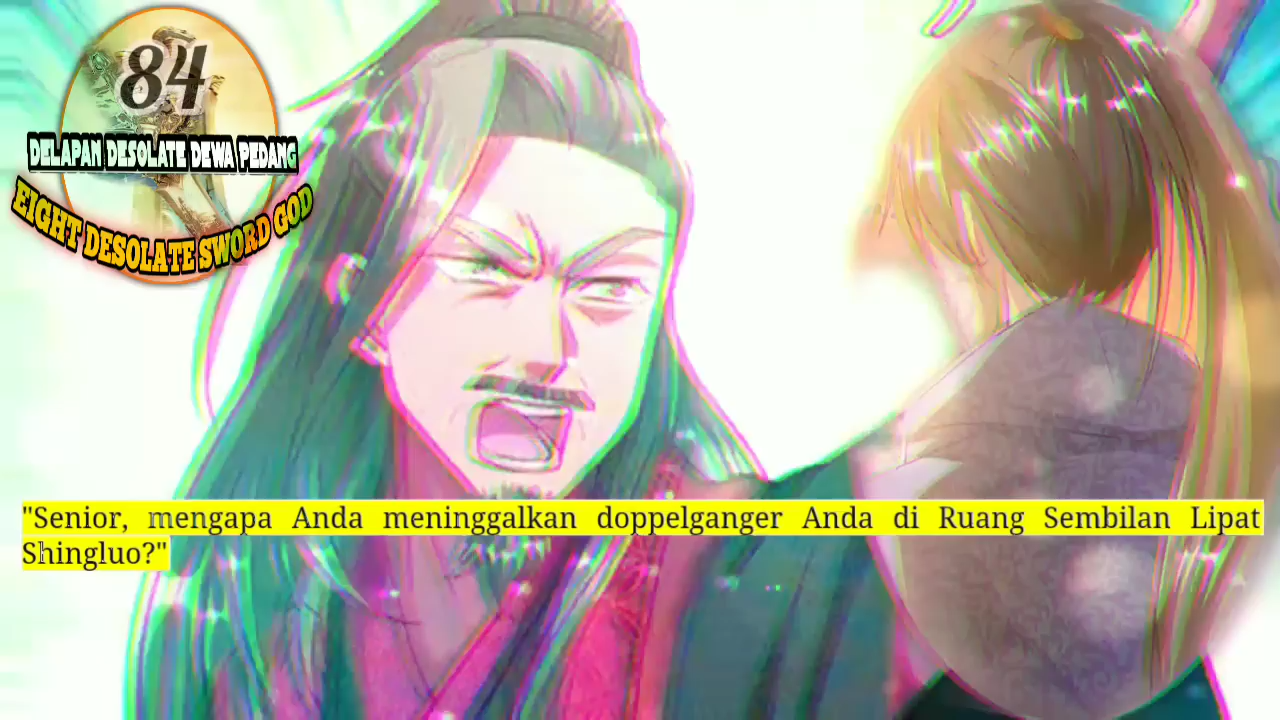 84
DELAPAN DESOLATE DEWA PEDANG
EIGHT DESOLATE SWORD GOD
"Senior, mengapa Anda meninggalkan doppelganger Anda di Ruang Sembilan Lipat
Shingluo?"